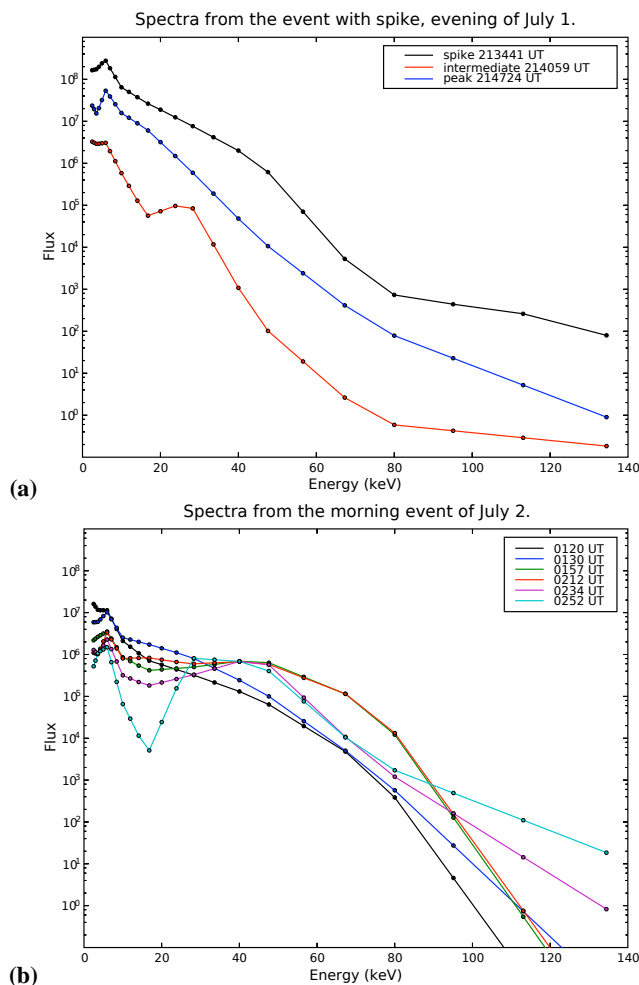 Spectra from the event with spike, evening of July 1.
spike 213441 UT
intermediate 214059 UT
peak 214724 UT
Flux
10^8
10^7
10^6
10^5
10^4
10^3
10^2
10^1
10^0
0 20 40 60 80 100 120 140
Energy (keV)
(a)
Spectra from the morning event of July 2.
0120 UT
0130 UT
0157 UT
0212 UT
0234 UT
0252 UT
Flux
10^8
10^7
10^6
10^5
10^4
10^3
10^2
10^1
10^0
0 20 40 60 80 100 120 140
Energy (keV)
(b)